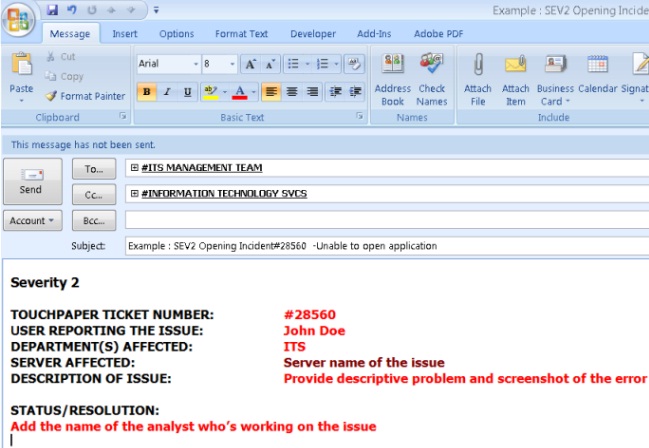 Example : SEV2 Opening Incide
Message Insert Options Format Text Developer Add-Ins Adobe PDF
Cut
Copy
Paste
Format Painter
Clipboard
Arial 8
B I U
Basic Text
Address Book
Check Names
Names
Attach File
Attach Item
Business Card
Calendar
Signat
Include
This message has not been sent.
Send
To... #ITS MANAGEMENT TEAM
Cc... #INFORMATION TECHNOLOGY SVCS
Account Bcc...
Subject: Example : SEV2 Opening Incident#28560 -Unable to open application
Severity 2
TOUCHPAPER TICKET NUMBER: #28560
USER REPORTING THE ISSUE: John Doe
DEPARTMENT(S) AFFECTED: ITS
SERVER AFFECTED: Server name of the issue
DESCRIPTION OF ISSUE: Provide descriptive problem and screenshot of the error
STATUS/RESOLUTION:
Add the name of the analyst who's working on the issue